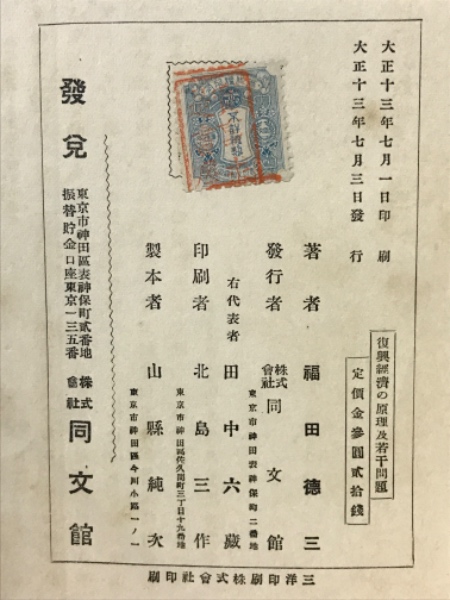 大正十三年七月一日印刷
大正十三年七月三日發行
復興經濟の原理及若干問題
定價金參圓貳拾錢
著者　福田德三
發行者　株式會社同文館
東京市神田表神保町二番地
右代表者　田中六藏
印刷者　北島三作
東京市神田區佐久間町三丁目十九番地
製本者　山縣純次
東京市神田區今川小路一ノ一
不許複製
發兌
東京市神田區表神保町貳番地
振替貯金口座東京一三五番
株式會社　同文館
三洋印刷株式會社印刷